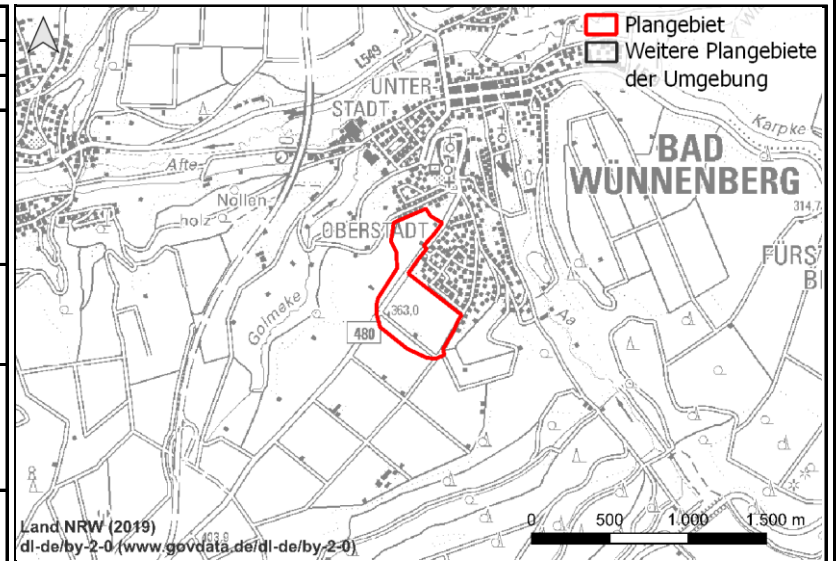 Plangebiet
Weitere Plangebiete
der Umgebung
L549
UNTER
STADT
Karpke
BAD
WÜNNENBERG
Afte
Nollen
holz
314,7
OBERSTADT
FÜRST
Golmeke
363,0
480
Aa
Land NRW (2019)
dl-de/by-2-0 (www.govdata.de/dl-de/by-2-0)
0 500 1.000 1.500 m